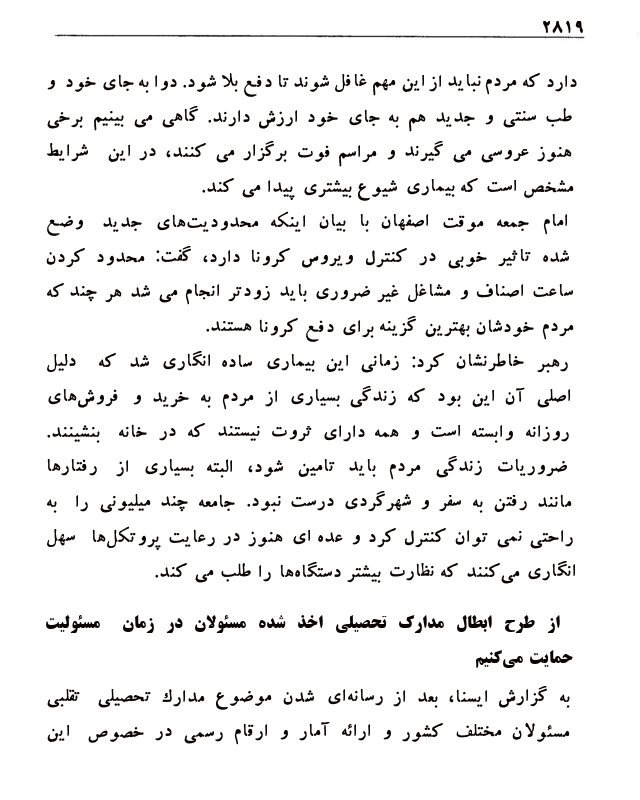 ۲۸۱۹
دارد که مردم نباید از این مهم غافل شوند تا دفع بلا شود. دوا به جای خود و
طب سنتی و جدید هم به جای خود ارزش دارند. گاهی می بینیم برخی
هنوز عروسی می گیرند و مراسم فوت برگزار می کنند، در این شرایط
مشخص است که بیماری شیوع بیشتری پیدا می کند.
امام جمعه موقت اصفهان با بیان اینکه محدودیت‌های جدید وضع
شده تاثیر خوبی در کنترل ویروس کرونا دارد، گفت: محدود کردن
ساعت اصناف و مشاغل غیر ضروری باید زودتر انجام می شد هر چند که
مردم خودشان بهترین گزینه برای دفع کرونا هستند.
رهبر خاطرنشان کرد: زمانی این بیماری ساده انگاری شد که دلیل
اصلی آن این بود که زندگی بسیاری از مردم به خرید و فروش‌های
روزانه وابسته است و همه دارای ثروت نیستند که در خانه بنشینند.
ضروریات زندگی مردم باید تامین شود، البته بسیاری از رفتارها
مانند رفتن به سفر و شهرگردی درست نبود. جامعه چند میلیونی را به
راحتی نمی توان کنترل کرد و عده ای هنوز در رعایت پروتکل‌ها سهل
انگاری می‌کنند که نظارت بیشتر دستگاه‌ها را طلب می کند.
از طرح ابطال مدارک تحصیلی اخذ شده مسئولان در زمان مسئولیت
حمایت می‌کنیم
به گزارش ایسنا، بعد از رسانه‌ای شدن موضوع مدارک تحصیلی تقلبی
مسئولان مختلف کشور و ارائه آمار و ارقام رسمی در خصوص این